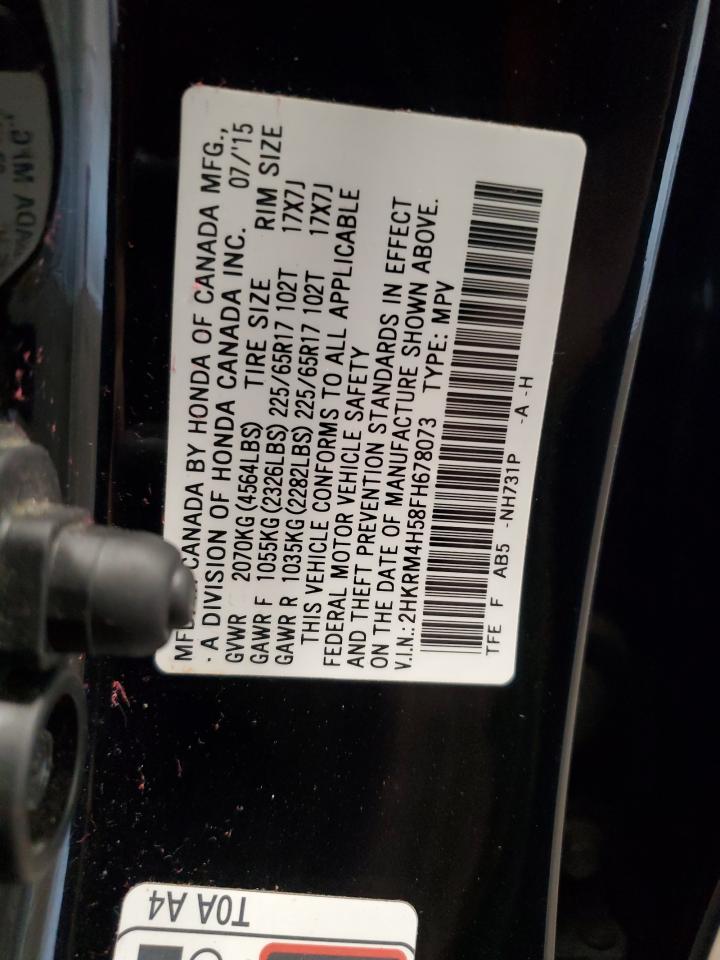 CANADA BY HONDA OF CANADA MFG.,
· A DIVISION OF HONDA CANADA INC. 07/'15
GVWR 2070KG (4564LBS) TIRE SIZE RIM SIZE
GAWR F 1055KG (2326LBS) 225/65R17 102T 17X7J
GAWR R 1035KG (2282LBS) 225/65R17 102T 17X7J
THIS VEHICLE CONFORMS TO ALL APPLICABLE
FEDERAL MOTOR VEHICLE SAFETY
AND THEFT PREVENTION STANDARDS IN EFFECT
ON THE DATE OF MANUFACTURE SHOWN ABOVE.
V.I.N.: 2HKRM4H58FH678073 TYPE: MPV
TFE F AB5 -NH731P -A -H
T0A A4